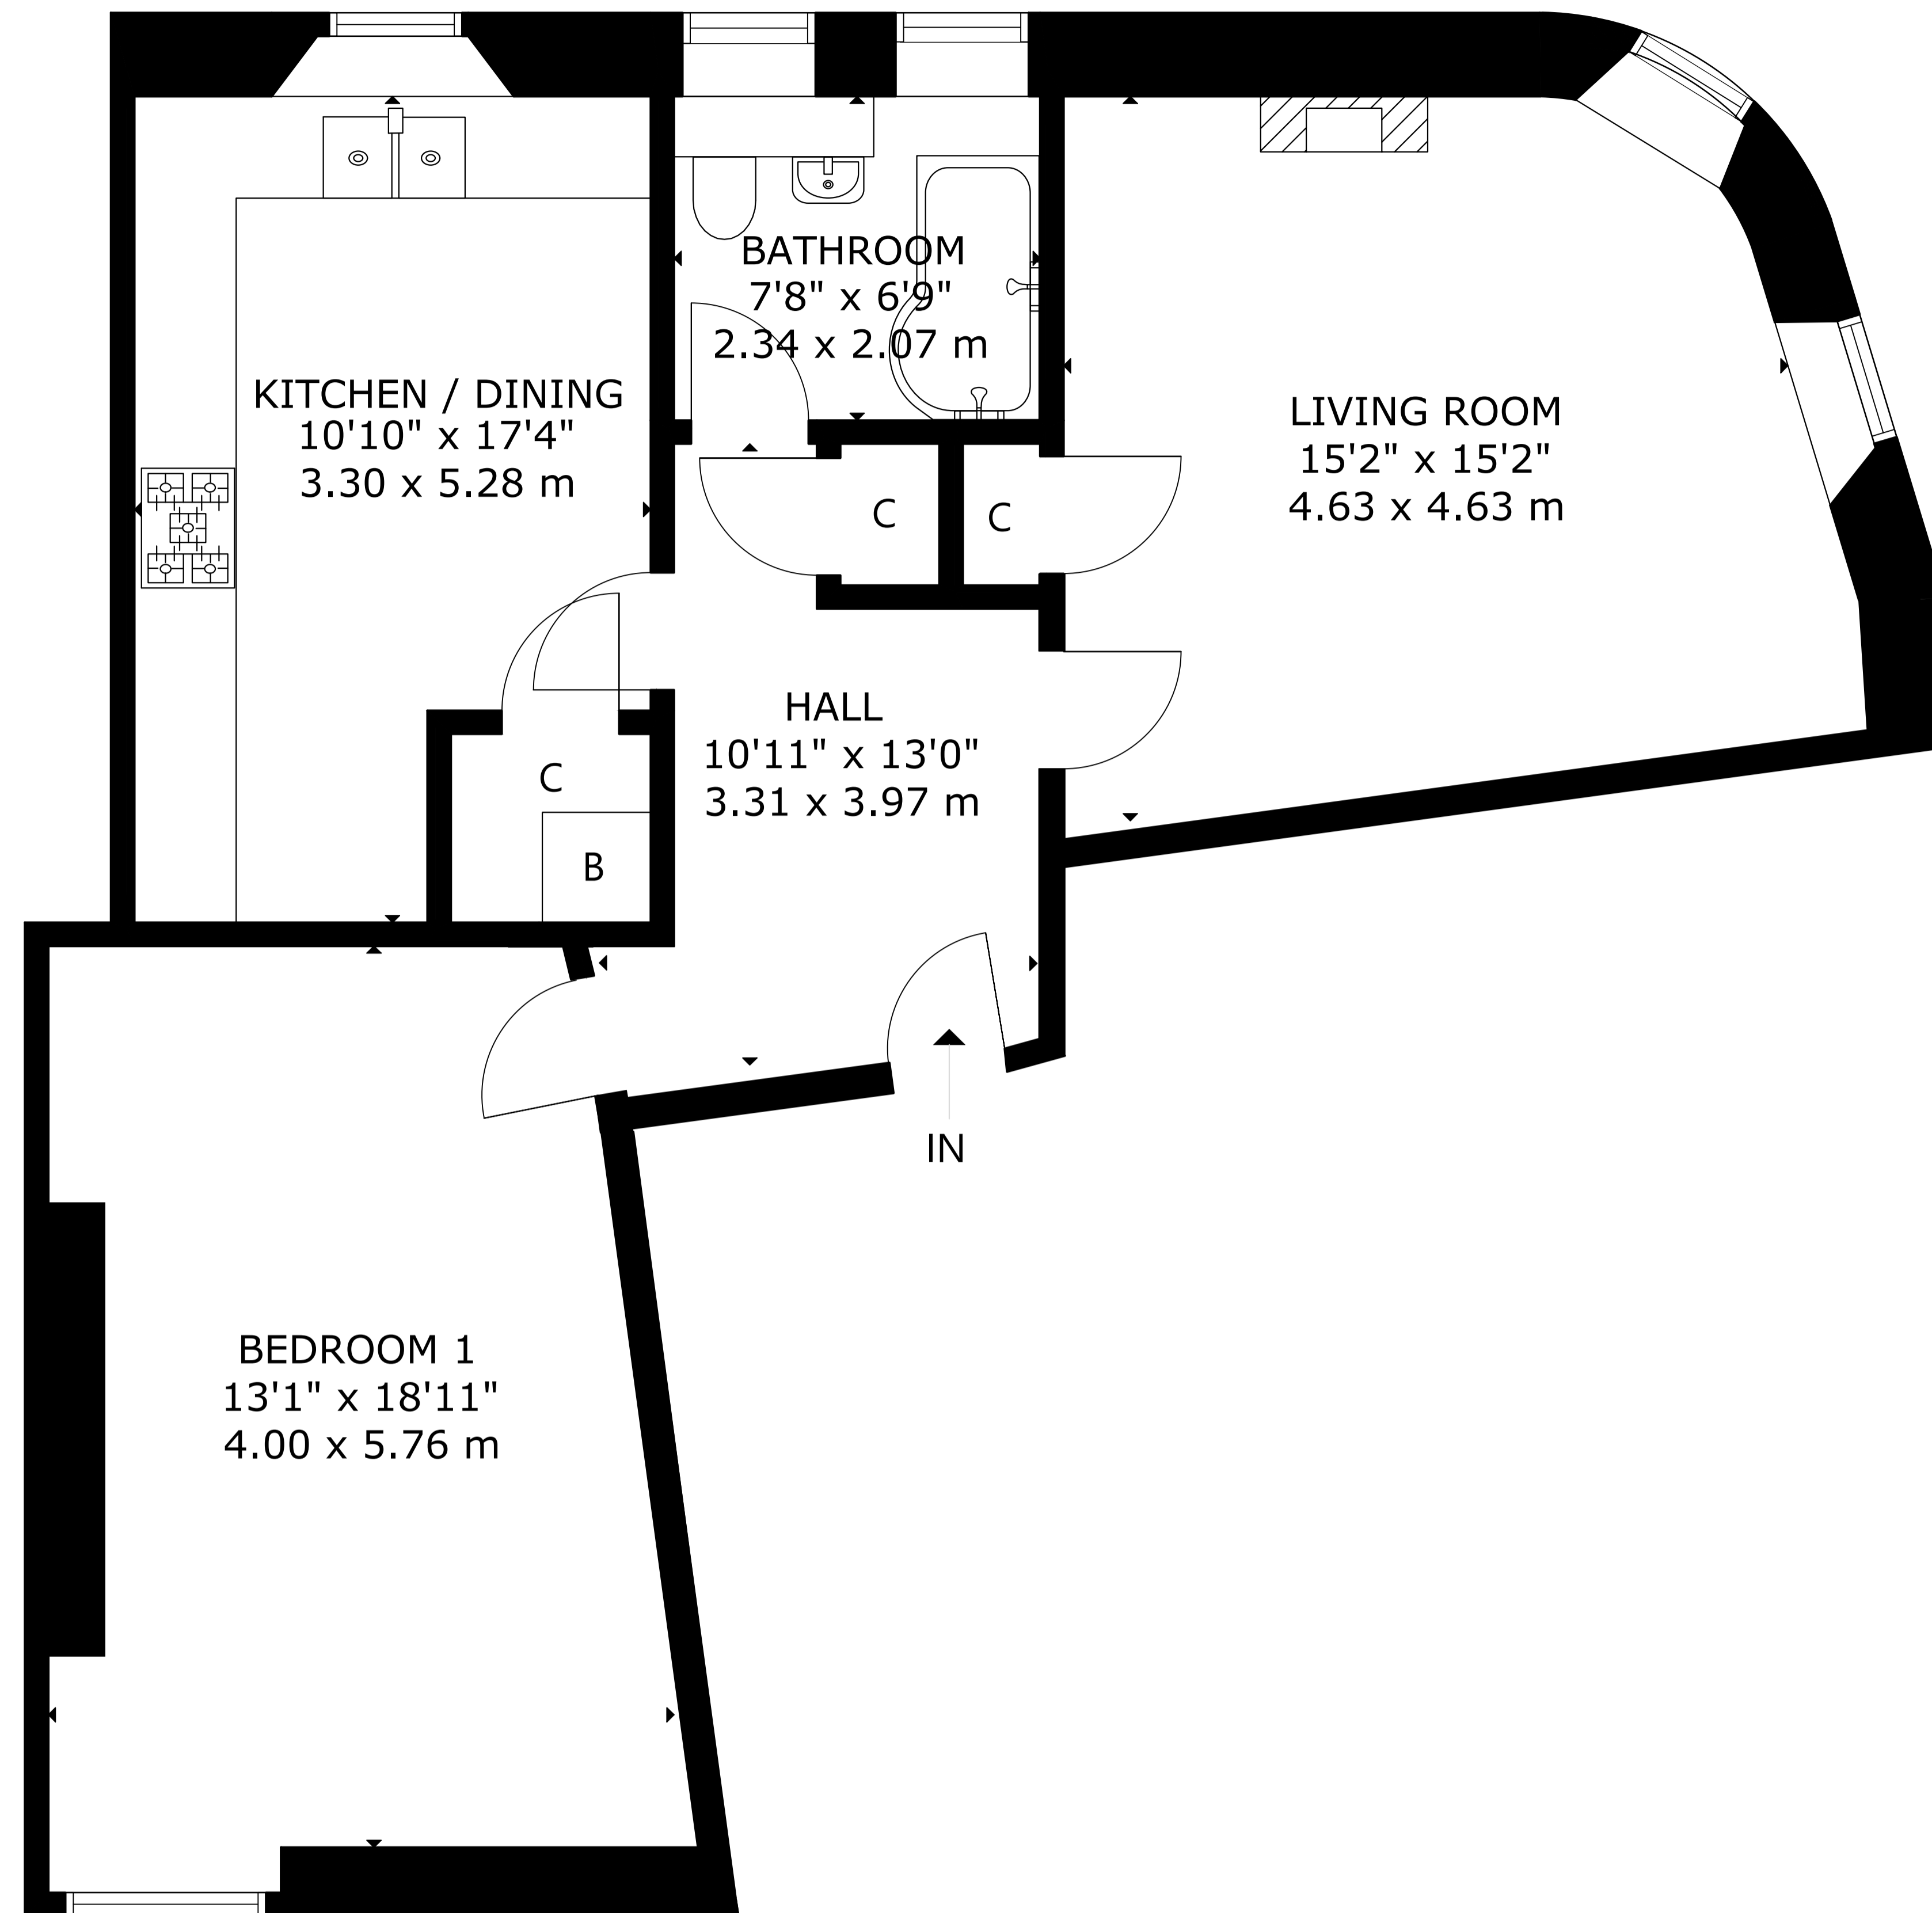 BATHROOM
7'8" x 6'9"
2.34 x 2.07 m
KITCHEN / DINING
10'10" x 17'4"
3.30 x 5.28 m
LIVING ROOM
15'2" x 15'2"
4.63 x 4.63 m
C
C
HALL
10'11" x 13'0"
3.31 x 3.97 m
C
B
IN
BEDROOM 1
13'1" x 18'11"
4.00 x 5.76 m